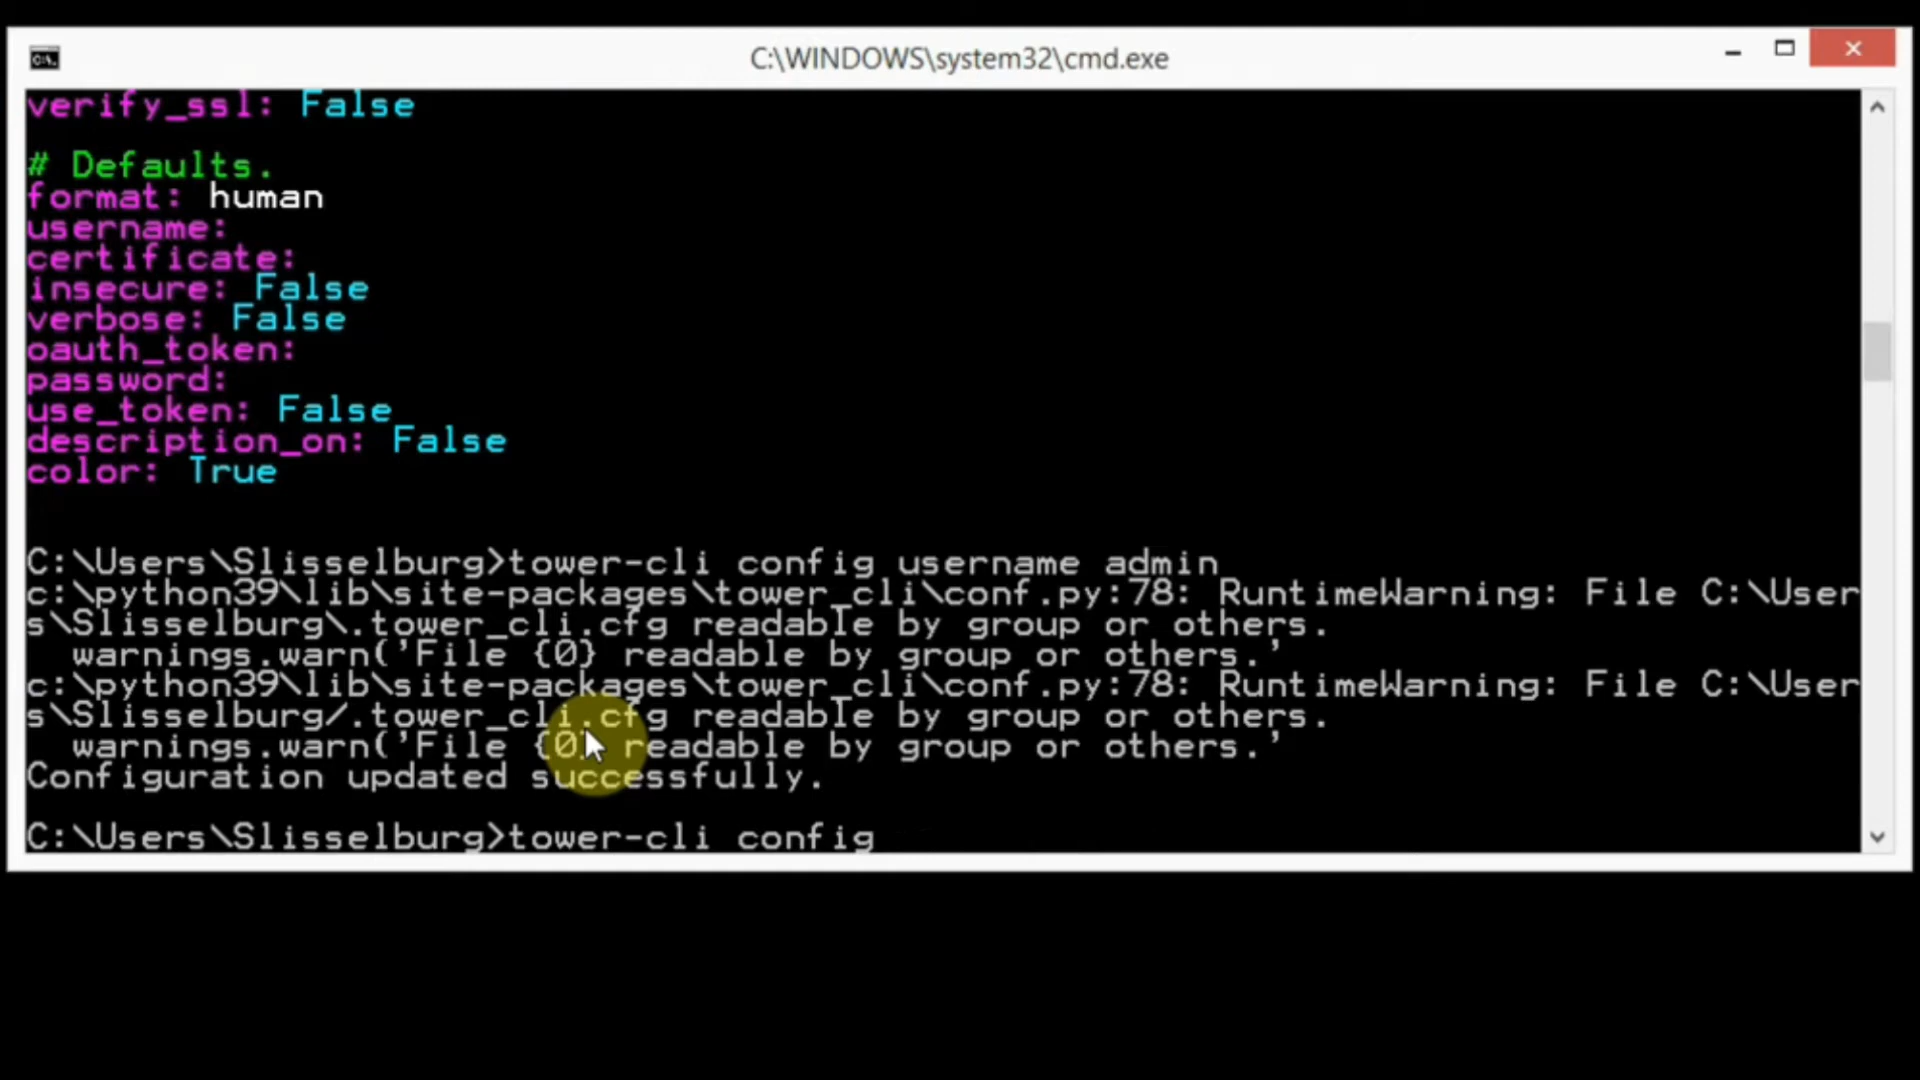 C:\WINDOWS\system32\cmd.exe
verify_ssl: False
# Defaults.
format: human
username:
certificate:
insecure: False
verbose: False
oauth_token:
password:
use_token: False
description_on: False
color: True
C:\Users\Slisselburg>tower-cli config username admin
c:\python39\lib\site-packages\tower_cli\conf.py:78: RuntimeWarning: File C:\User
s\Slisselburg\.tower_cli.cfg readable by group or others.
warnings.warn('File {0} readable by group or others.'
c:\python39\lib\site-packages\tower_cli\conf.py:78: RuntimeWarning: File C:\User
s\Slisselburg/.tower_cli.cfg readable by group or others.
warnings.warn('File {0} readable by group or others.'
Configuration updated successfully.
C:\Users\Slisselburg>tower-cli config